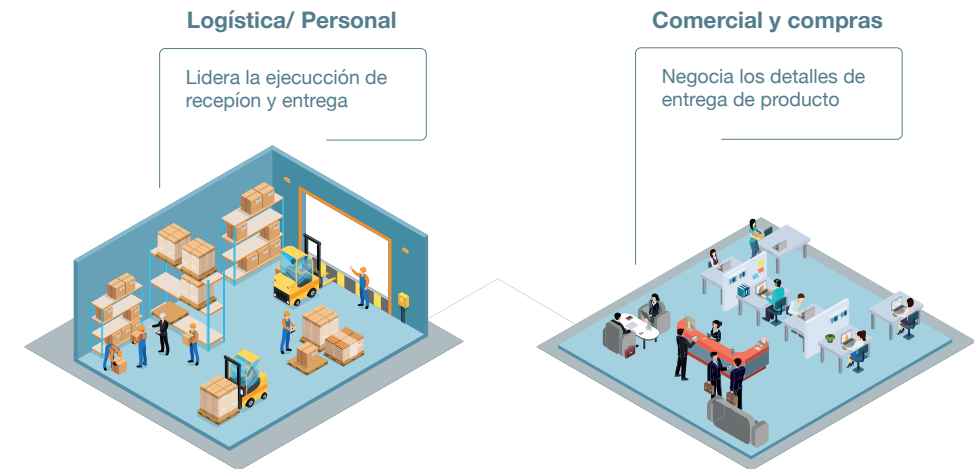 Logística/ Personal
Lidera la ejecucción de
recepíon y entrega
Comercial y compras
Negocia los detalles de
entrega de producto